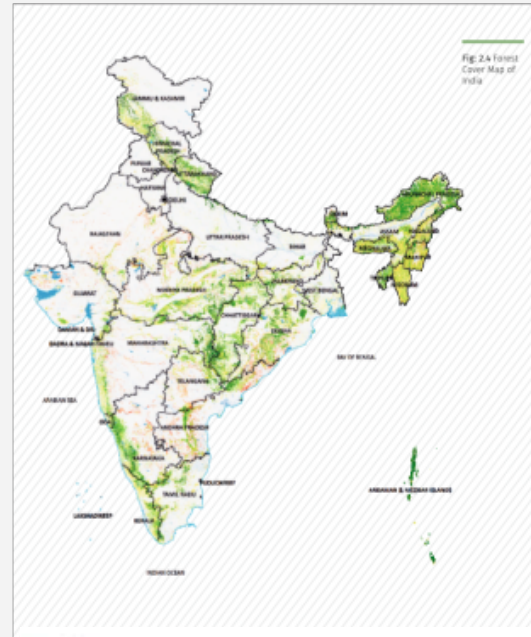 Fig: 2.4 Forest
Cover Map of
India
JAMMU & KASHMIR
HIMACHAL
PRADESH
PUNJAB
CHANDIGARH
UTTARAKHAND
HARYANA
DELHI
ARUNACHAL PRADESH
SIKKIM
RAJASTHAN
UTTAR PRADESH
ASSAM
NAGALAND
BIHAR
MEGHALAYA
MANIPUR
GUJARAT
MADHYA PRADESH
JHARKHAND
WEST BENGAL
TRIPURA
MIZORAM
CHHATTISGARH
DAMAN & DIU
ODISHA
DADRA & NAGAR HAVELI
MAHARASHTRA
BAY OF BENGAL
TELANGANA
ARABIAN SEA
GOA
ANDHRA PRADESH
KARNATAKA
PUDUCHERRY
ANDAMAN & NICOBAR ISLANDS
TAMIL NADU
LAKSHADWEEP
KERALA
INDIAN OCEAN